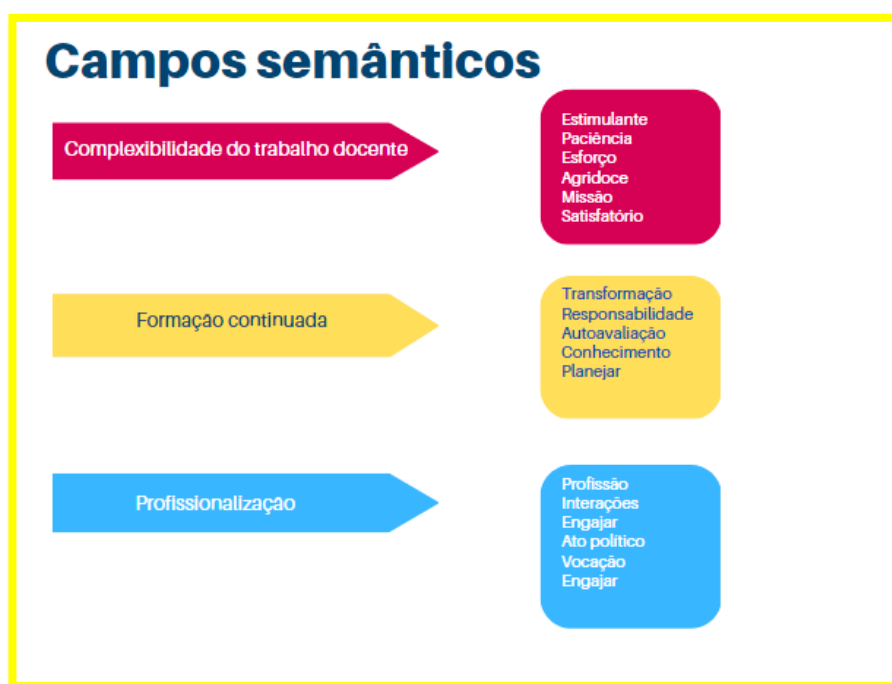 Campos semânticos
Complexibilidade do trabalho docente
Estimulante
Paciência
Esforço
Agridoce
Missão
Satisfatório
Formação continuada
Transformação
Responsabilidade
Autoavaliação
Conhecimento
Planejar
Profissionalização
Profissão
Interações
Engajar
Ato político
Vocação
Engajar